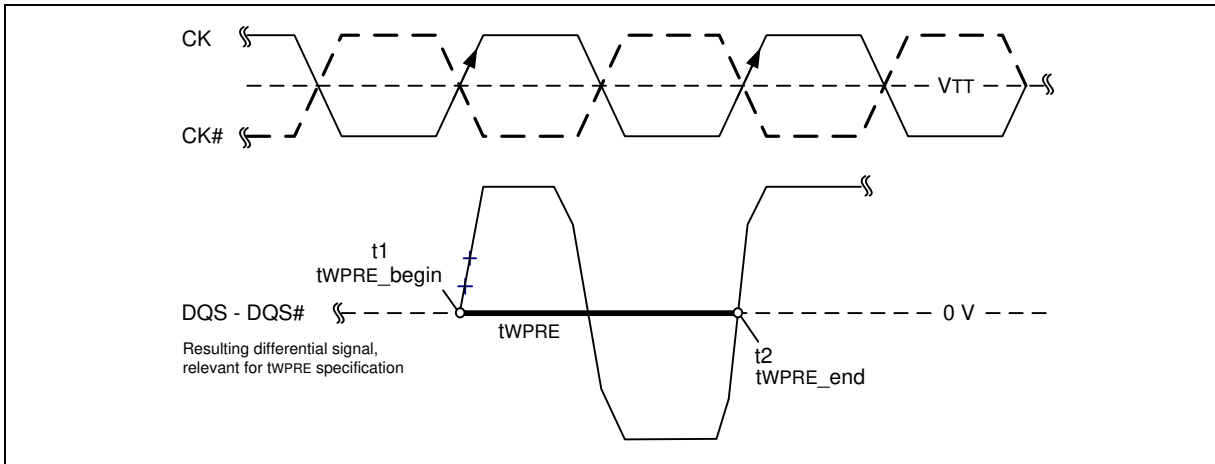 CK
VTT
CK#
t1
tWPRE_begin
DQS - DQS#
0 V
tWPRE
Resulting differential signal,
relevant for tWPRE specification
t2
tWPRE_end